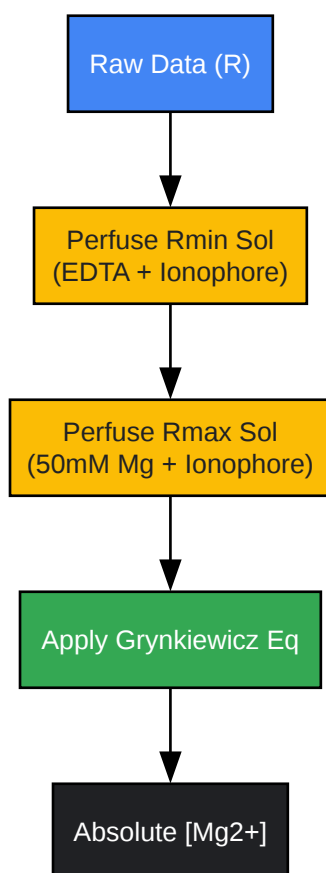 Raw Data (R)
Perfuse Rmin Sol
(EDTA + Ionophore)
Perfuse Rmax Sol
(50mM Mg + Ionophore)
Apply Grynkiewicz Eq
Absolute [Mg2+]